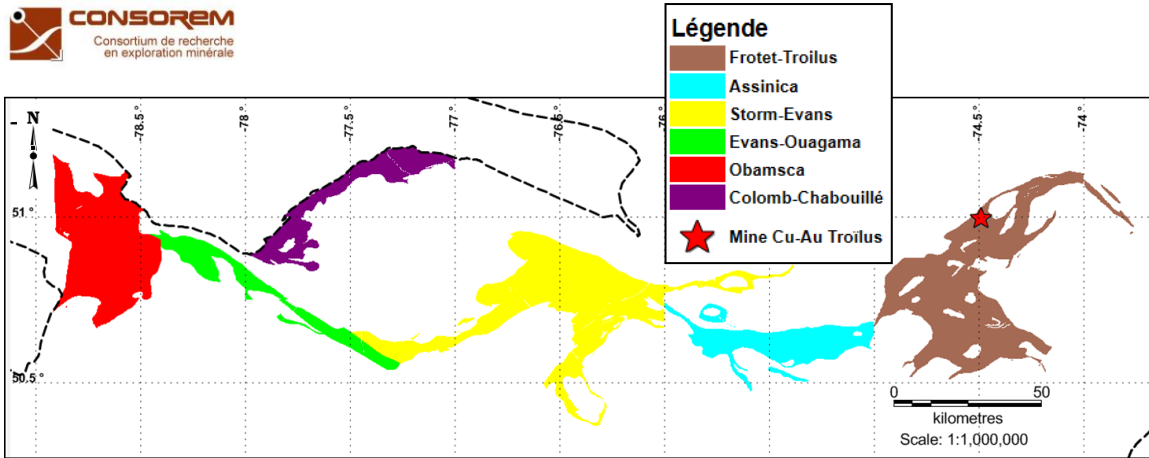 CONSOREM
Consortium de recherche
en exploration minérale
Légende
Frotet-Troilus
Assinica
Storm-Evans
Evans-Ouagama
Obamsca
Colomb-Chabouillé
Mine Cu-Au Troïlus
N
-78.5 °
-78 °
-77.5 °
-77 °
-76.5 °
-74.5 °
-74 °
51 °
50.5 °
0 50
kilometres
Scale: 1:1,000,000